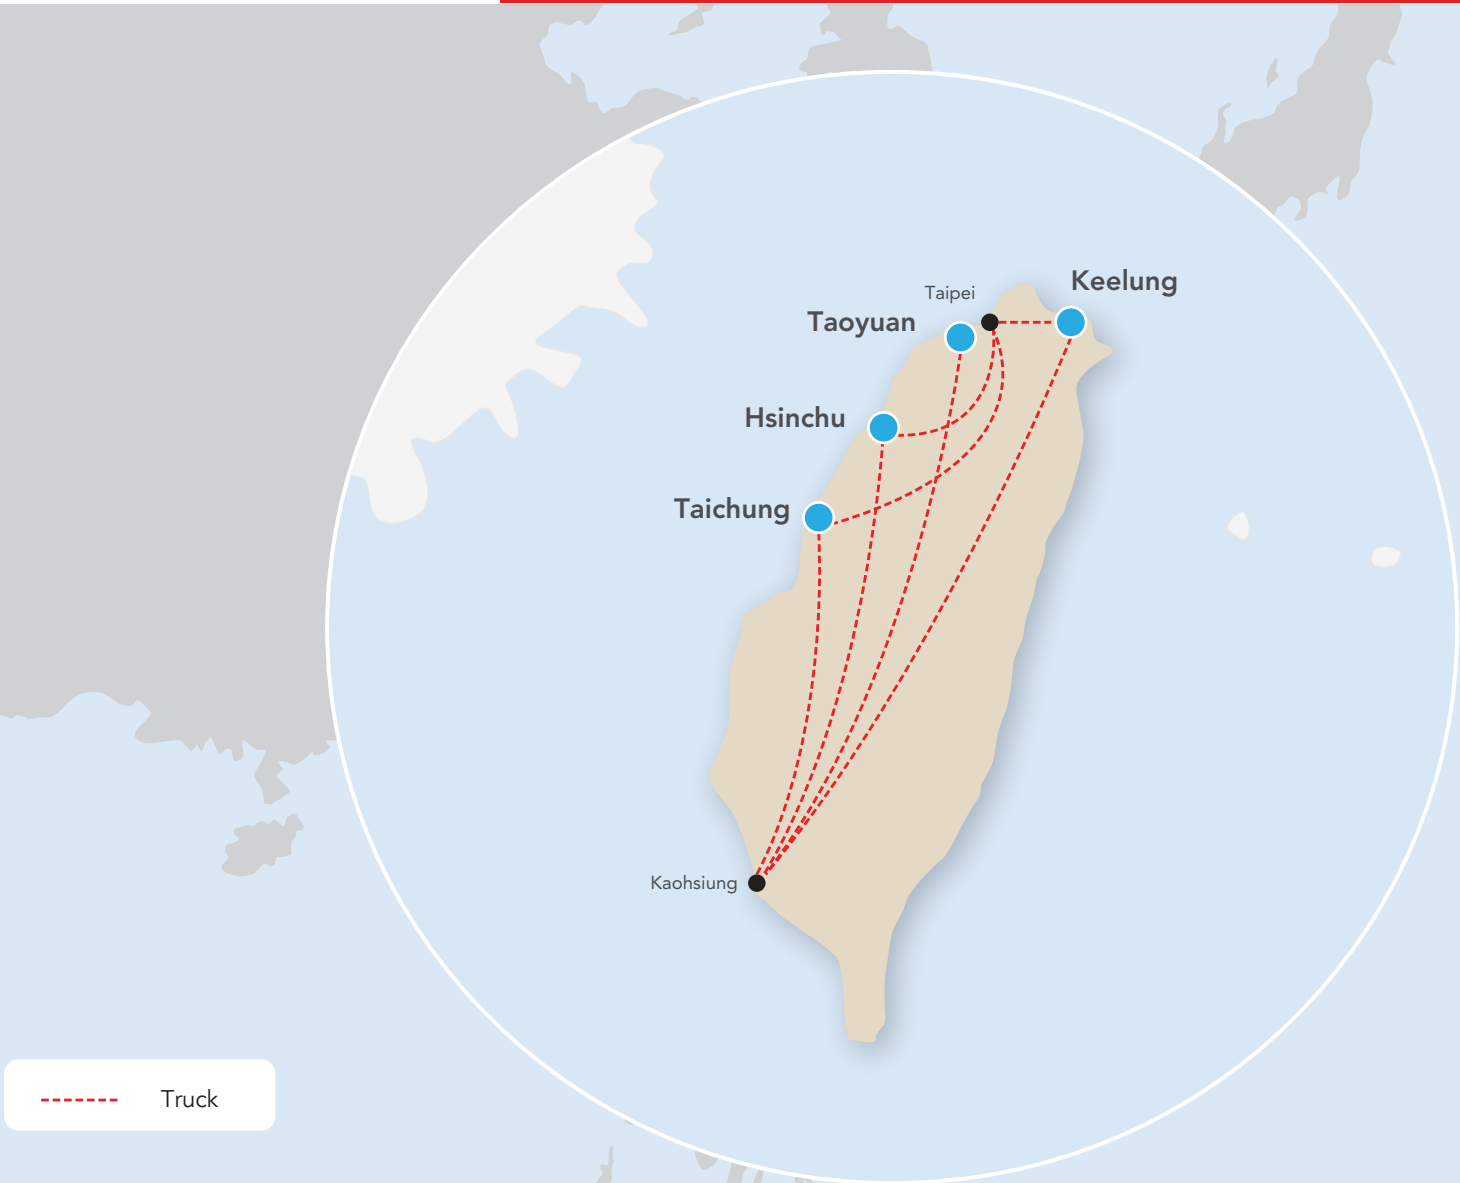 Keelung
Taipei
Taoyuan
Hsinchu
Taichung
Kaohsiung
Truck